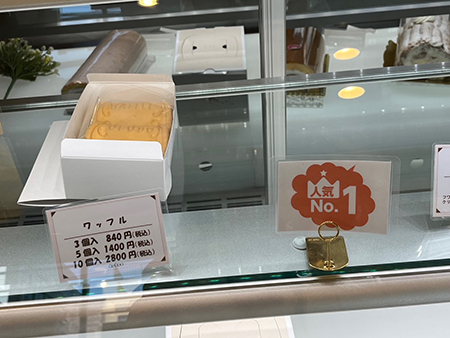 ワッフル
3個入 840円(税込)
5個入 1400円(税込)
10個入 2800円(税込)
人気
No.1